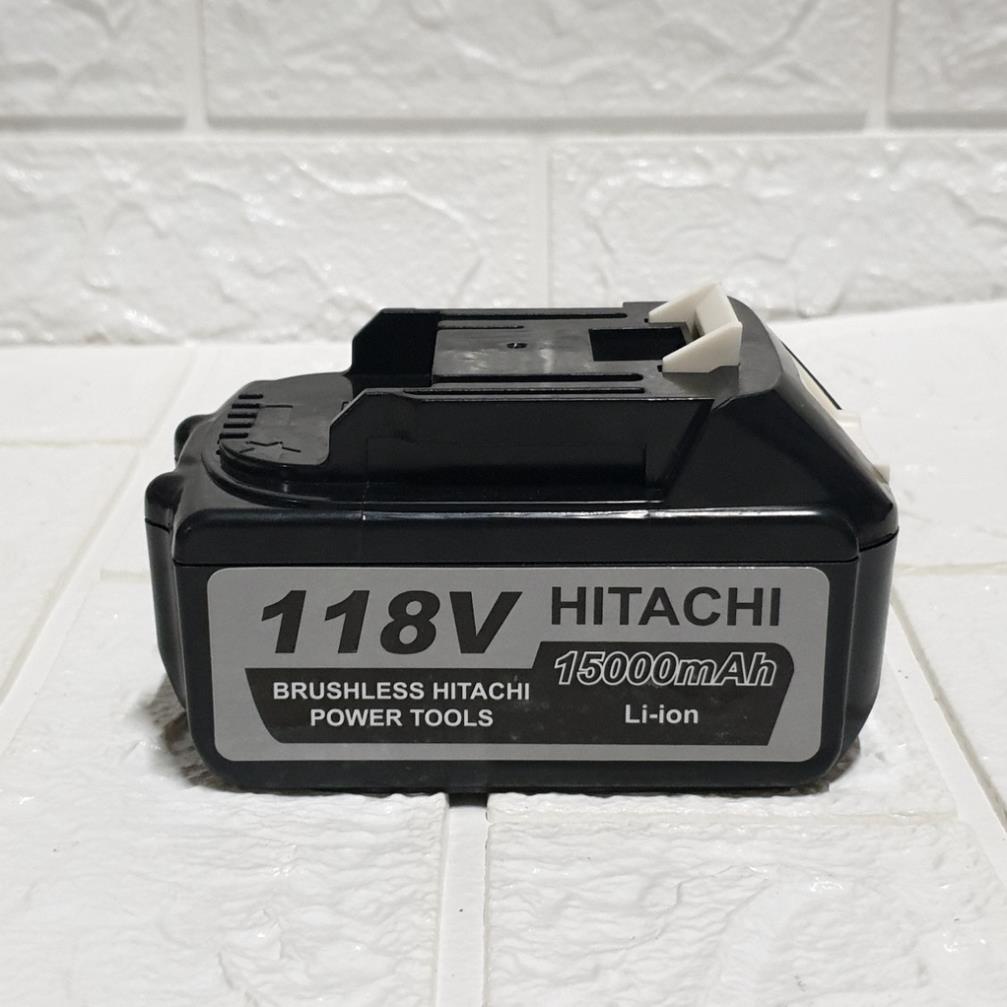 118V HITACHI
15000mAh
BRUSHLESS HITACHI
POWER TOOLS
Li-ion